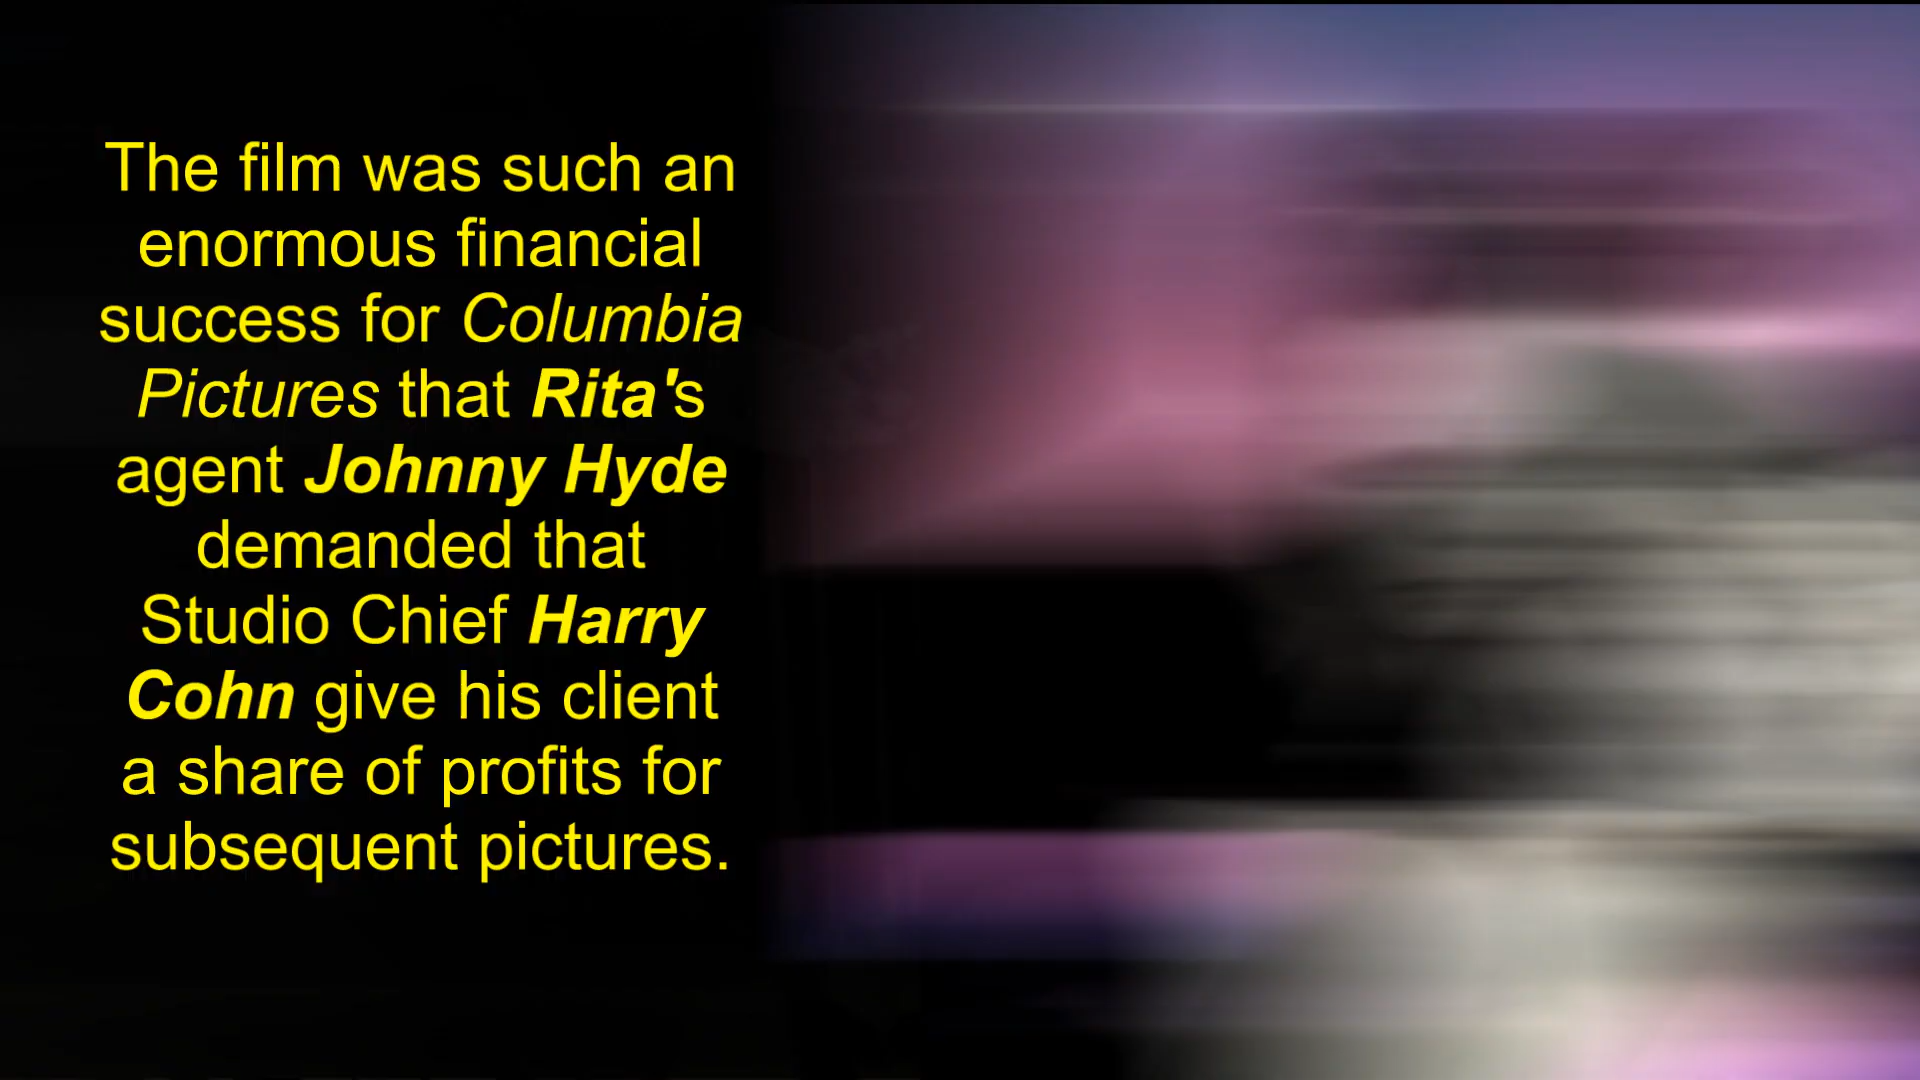 The film was such an
enormous financial
success for Columbia
Pictures that Rita's
agent Johnny Hyde
demanded that
Studio Chief Harry
Cohn give his client
a share of profits for
subsequent pictures.